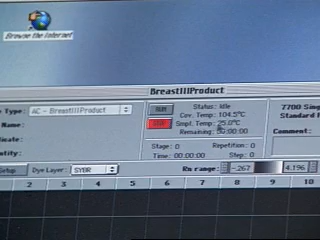 Browse the Internet
BreastIIIProduct
Type: AC - BreastIIIProduct
Name:
Status: Idle
Cov. Temp: 104.5°C
Smpl. Temp: 25.0°C
Remaining: 00:00:00
Stage: 0 Repetition: 0
Time: 00:00:00 Step: 0
7700
Standard
Comment:
Setup Dye Layer: SYBR Rn range: -.267 4.196
2 3 4 5 6 7 8 9 10